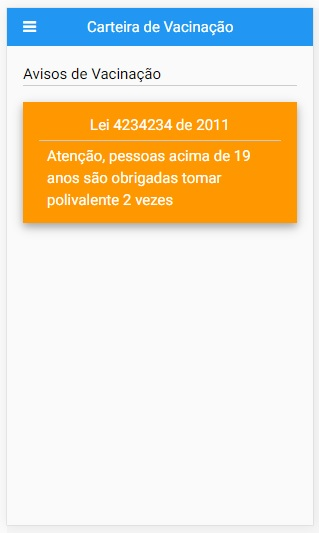 Carteira de Vacinação
Avisos de Vacinação
Lei 4234234 de 2011
Atenção, pessoas acima de 19
anos são obrigadas tomar
polivalente 2 vezes